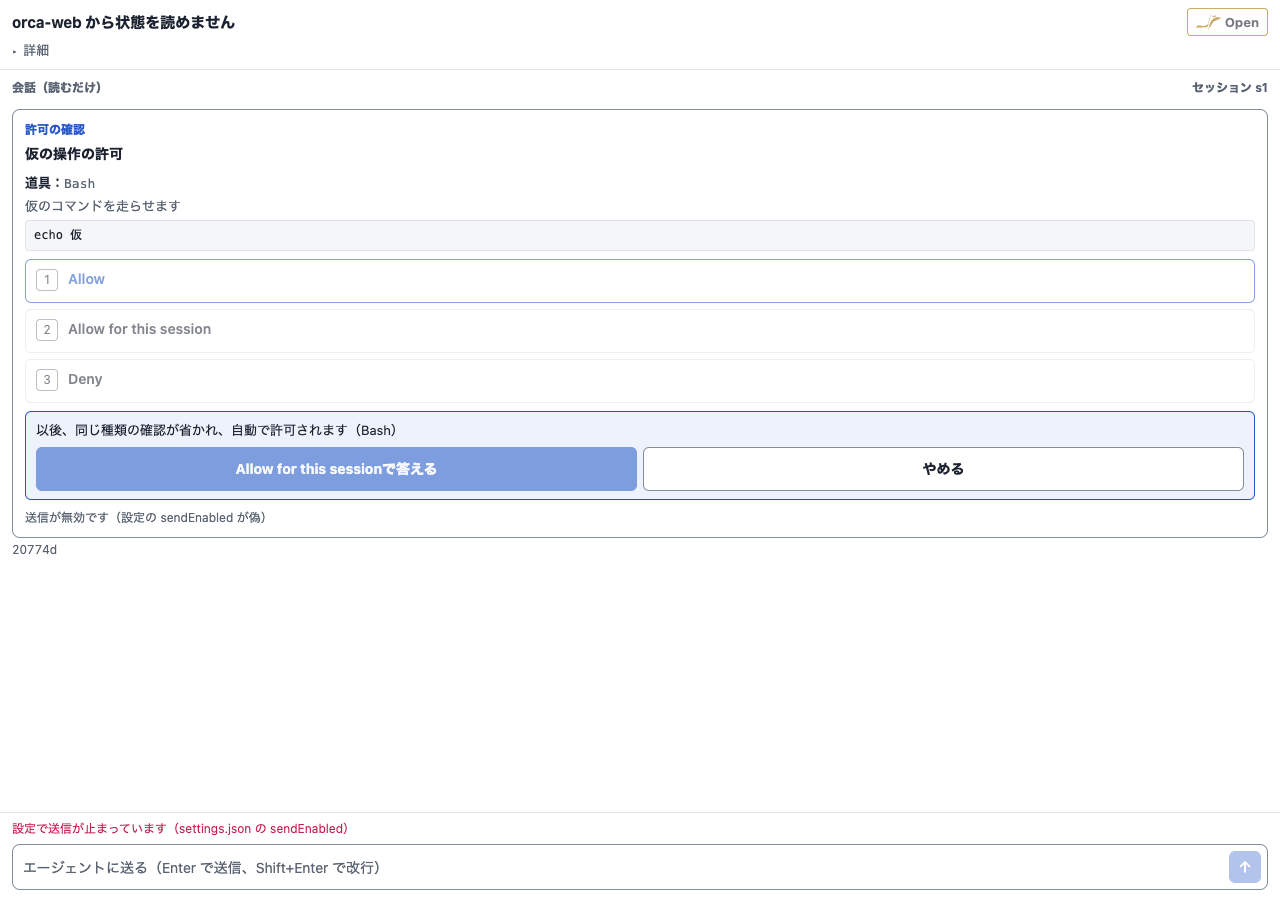 orca-web から状態を読めません
Open
詳細
会話（読むだけ）
セッション s1
許可の確認
仮の操作の許可
道具：Bash
仮のコマンドを走らせます
echo 仮
1 Allow
2 Allow for this session
3 Deny
以後、同じ種類の確認が省かれ、自動で許可されます（Bash）
Allow for this sessionで答える
やめる
送信が無効です（設定の sendEnabled が偽）
20774d
設定で送信が止まっています（settings.json の sendEnabled）
エージェントに送る（Enter で送信、Shift+Enter で改行）